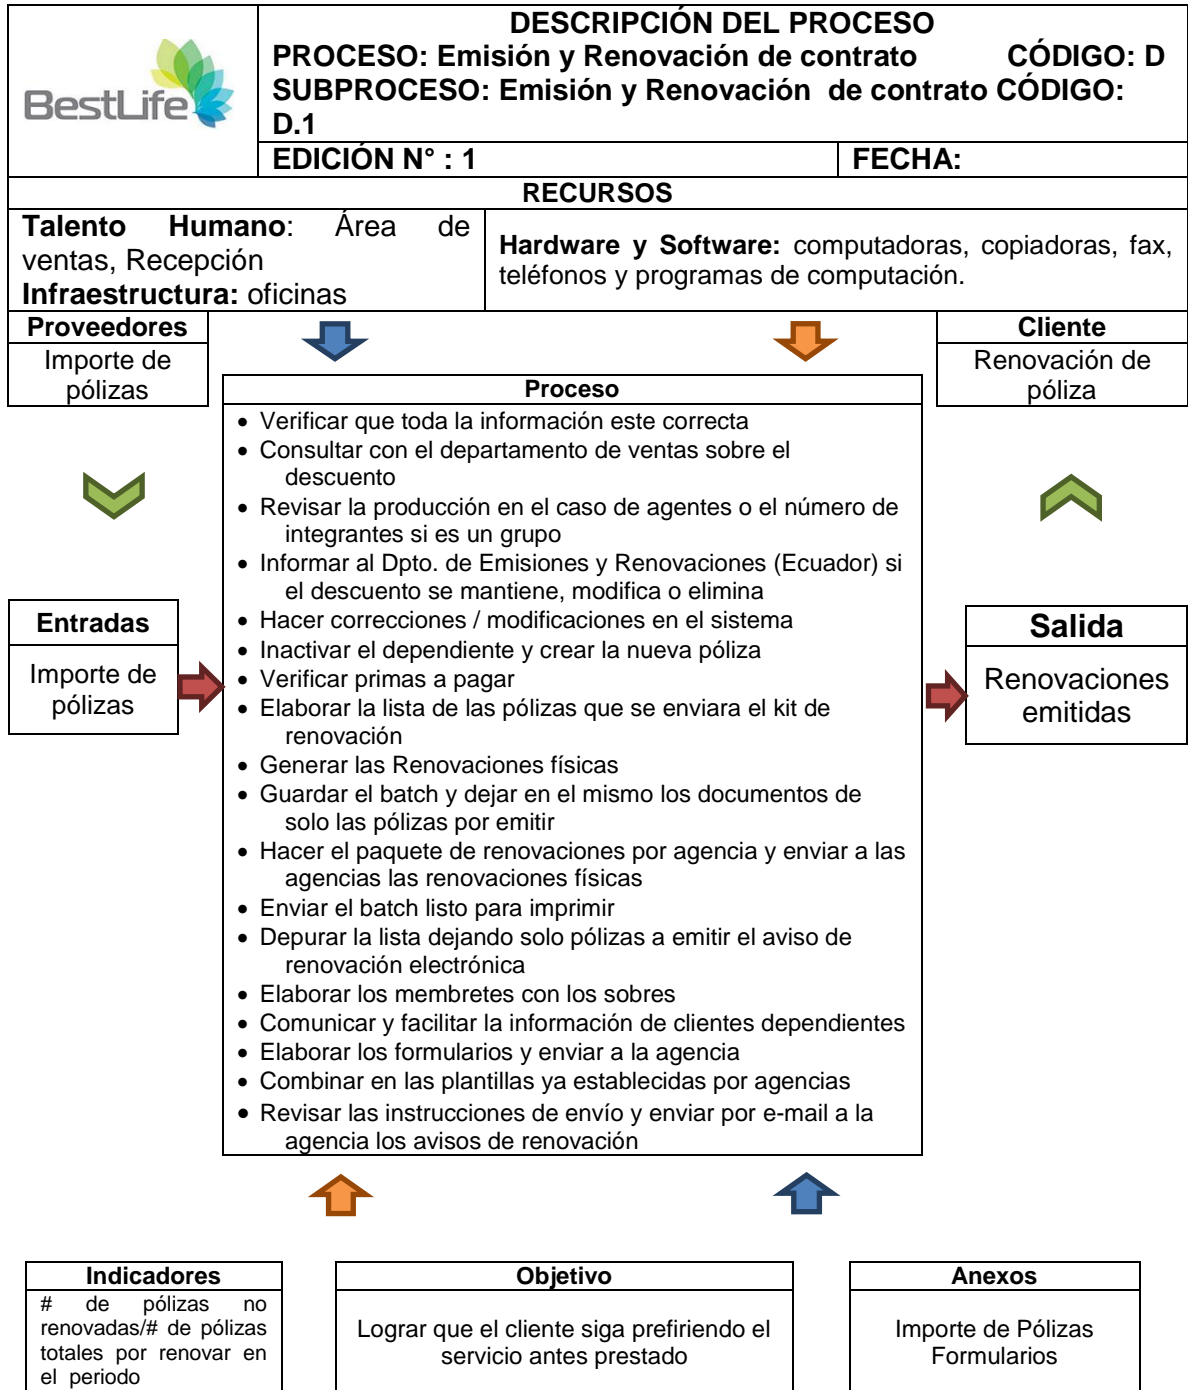 BestLife
DESCRIPCIÓN DEL PROCESO
PROCESO: Emisión y Renovación de contrato CÓDIGO: D
SUBPROCESO: Emisión y Renovación de contrato CÓDIGO:
D.1
EDICIÓN N° : 1
FECHA:
RECURSOS
Talento Humano: Área de
ventas, Recepción
Infraestructura: oficinas
Hardware y Software: computadoras, copiadoras, fax,
teléfonos y programas de computación.
Proveedores
Importe de
pólizas
Cliente
Renovación de
póliza
Entradas
Importe de
pólizas
Proceso
• Verificar que toda la información este correcta
• Consultar con el departamento de ventas sobre el
descuento
• Revisar la producción en el caso de agentes o el número de
integrantes si es un grupo
• Informar al Dpto. de Emisiones y Renovaciones (Ecuador) si
el descuento se mantiene, modifica o elimina
• Hacer correcciones / modificaciones en el sistema
• Inactivar el dependiente y crear la nueva póliza
• Verificar primas a pagar
• Elaborar la lista de las pólizas que se enviara el kit de
renovación
• Generar las Renovaciones físicas
• Guardar el batch y dejar en el mismo los documentos de
solo las pólizas por emitir
• Hacer el paquete de renovaciones por agencia y enviar a las
agencias las renovaciones físicas
• Enviar el batch listo para imprimir
• Depurar la lista dejando solo pólizas a emitir el aviso de
renovación electrónica
• Elaborar los membretes con los sobres
• Comunicar y facilitar la información de clientes dependientes
• Elaborar los formularios y enviar a la agencia
• Combinar en las plantillas ya establecidas por agencias
• Revisar las instrucciones de envío y enviar por e-mail a la
agencia los avisos de renovación
Salida
Renovaciones
emitidas
Indicadores
# de pólizas no
renovadas/# de pólizas
totales por renovar en
el periodo
Objetivo
Lograr que el cliente siga prefiriendo el
servicio antes prestado
Anexos
Importe de Pólizas
Formularios